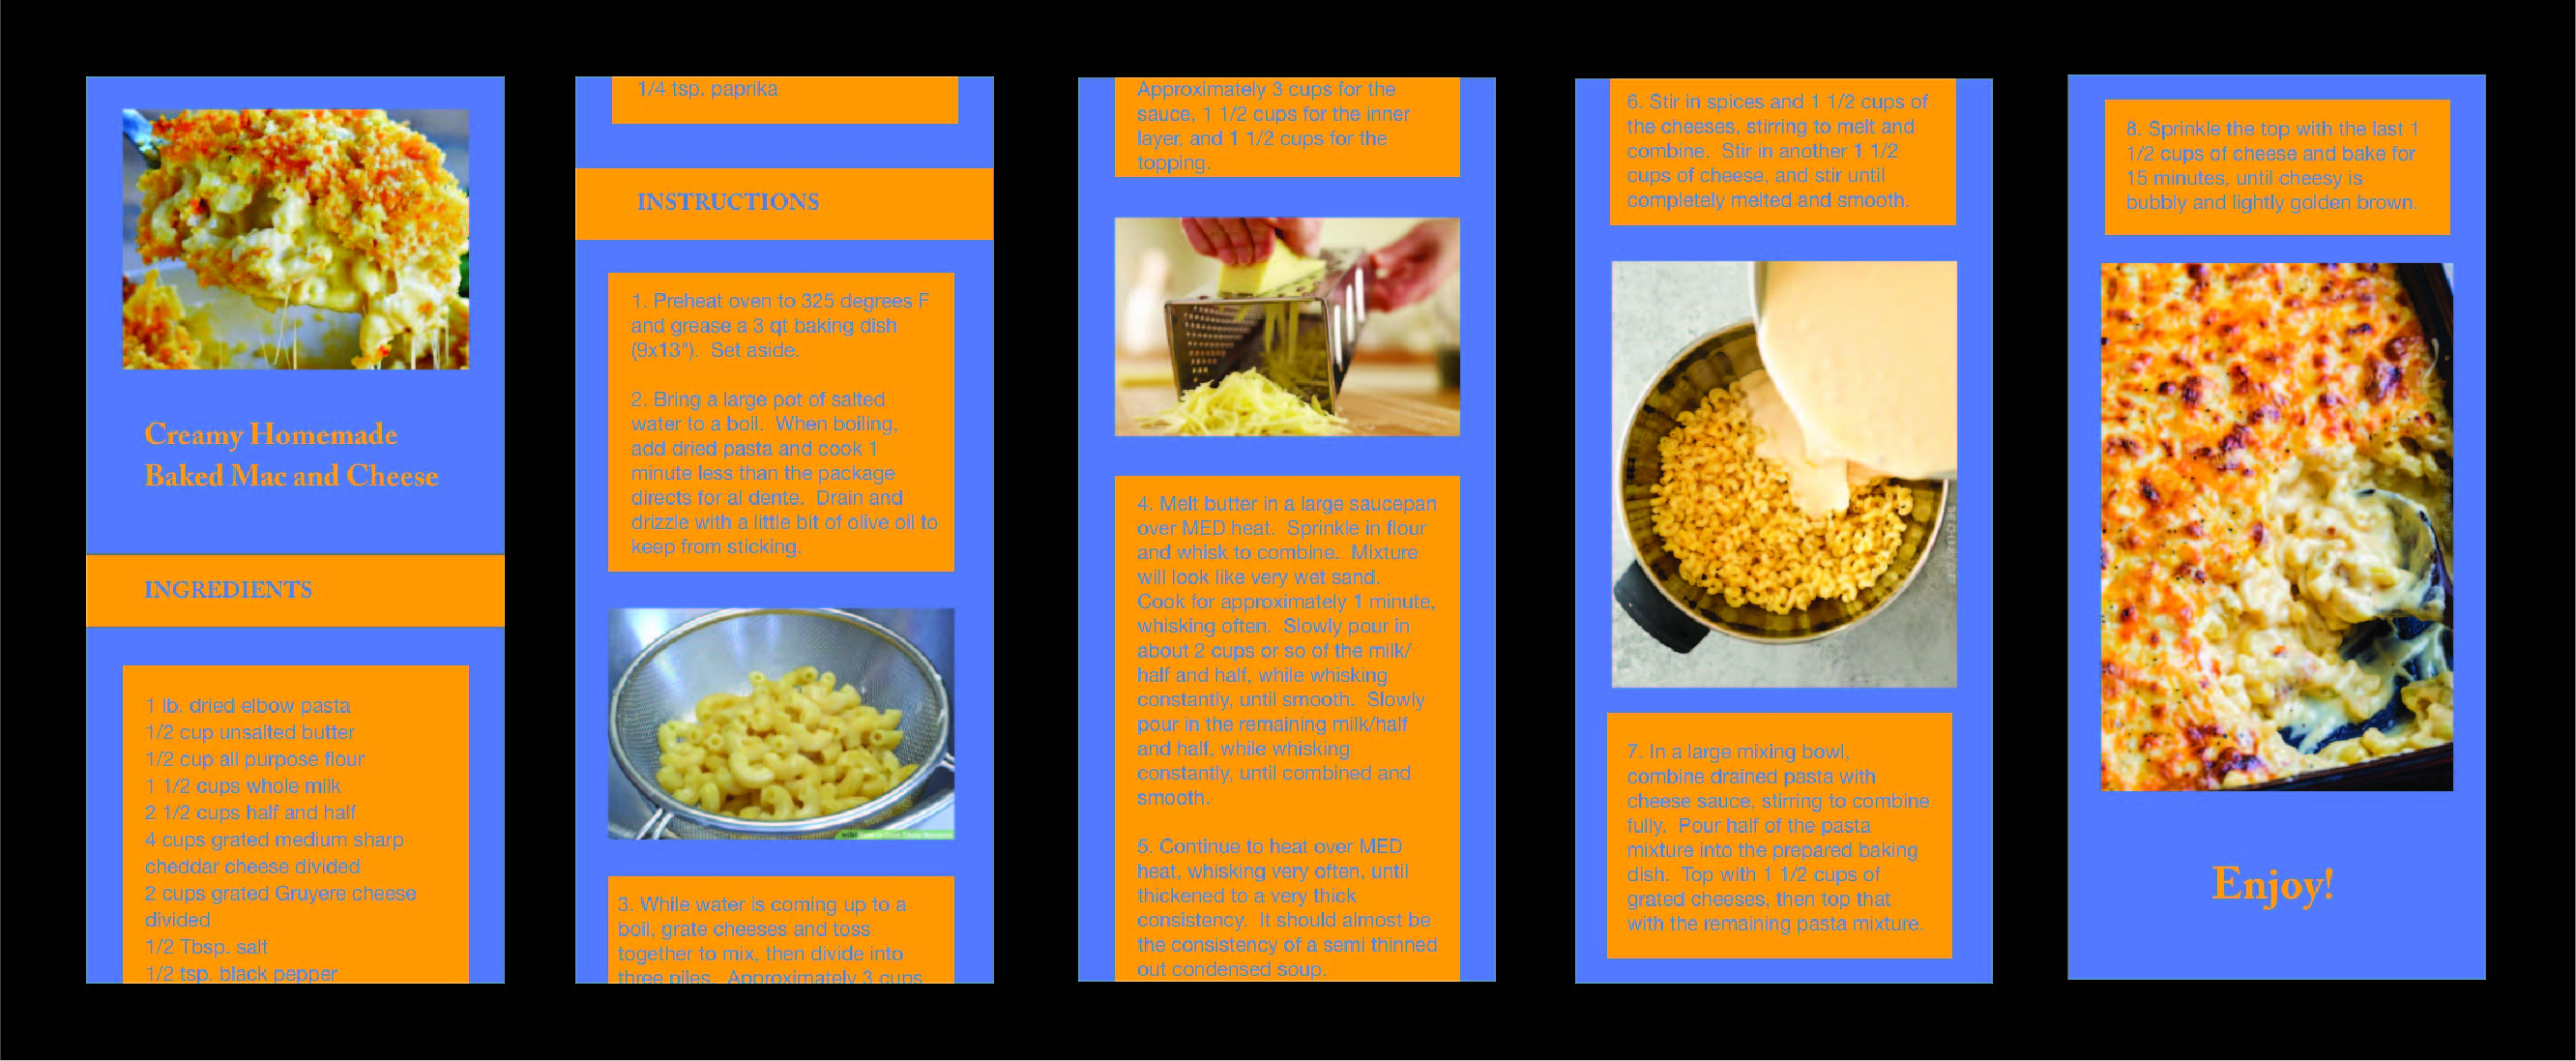 Creamy Homemade
Baked Mac and Cheese
INGREDIENTS
1 lb. dried elbow pasta
1/2 cup unsalted butter
1/2 cup all purpose flour
1 1/2 cups whole milk
2 1/2 cups half and half
4 cups grated medium sharp
cheddar cheese divided
2 cups grated Gruyere cheese
divided
1/2 Tbsp. salt
1/2 tsp. black pepper
1/4 tsp. paprika
INSTRUCTIONS
1. Preheat oven to 325 degrees F
and grease a 3 qt baking dish
(9x13"). Set aside.
2. Bring a large pot of salted
water to a boil. When boiling,
add dried pasta and cook 1
minute less than the package
directs for al dente. Drain and
drizzle with a little bit of olive oil to
keep from sticking.
3. While water is coming up to a
boil, grate cheeses and toss
together to mix, then divide into
three piles. Approximately 3 cups
Approximately 3 cups for the
sauce, 1 1/2 cups for the inner
layer, and 1 1/2 cups for the
topping.
4. Melt butter in a large saucepan
over MED heat. Sprinkle in flour
and whisk to combine. Mixture
will look like very wet sand.
Cook for approximately 1 minute,
whisking often. Slowly pour in
about 2 cups or so of the milk/
half and half, while whisking
constantly, until smooth. Slowly
pour in the remaining milk/half
and half, while whisking
constantly, until combined and
smooth.
5. Continue to heat over MED
heat, whisking very often, until
thickened to a very thick
consistency. It should almost be
the consistency of a semi thinned
out condensed soup.
6. Stir in spices and 1 1/2 cups of
the cheeses, stirring to melt and
combine. Stir in another 1 1/2
cups of cheese, and stir until
completely melted and smooth.
7. In a large mixing bowl,
combine drained pasta with
cheese sauce, stirring to combine
fully. Pour half of the pasta
mixture into the prepared baking
dish. Top with 1 1/2 cups of
grated cheeses, then top that
with the remaining pasta mixture.
8. Sprinkle the top with the last 1
1/2 cups of cheese and bake for
15 minutes, until cheesy is
bubbly and lightly golden brown.
Enjoy!